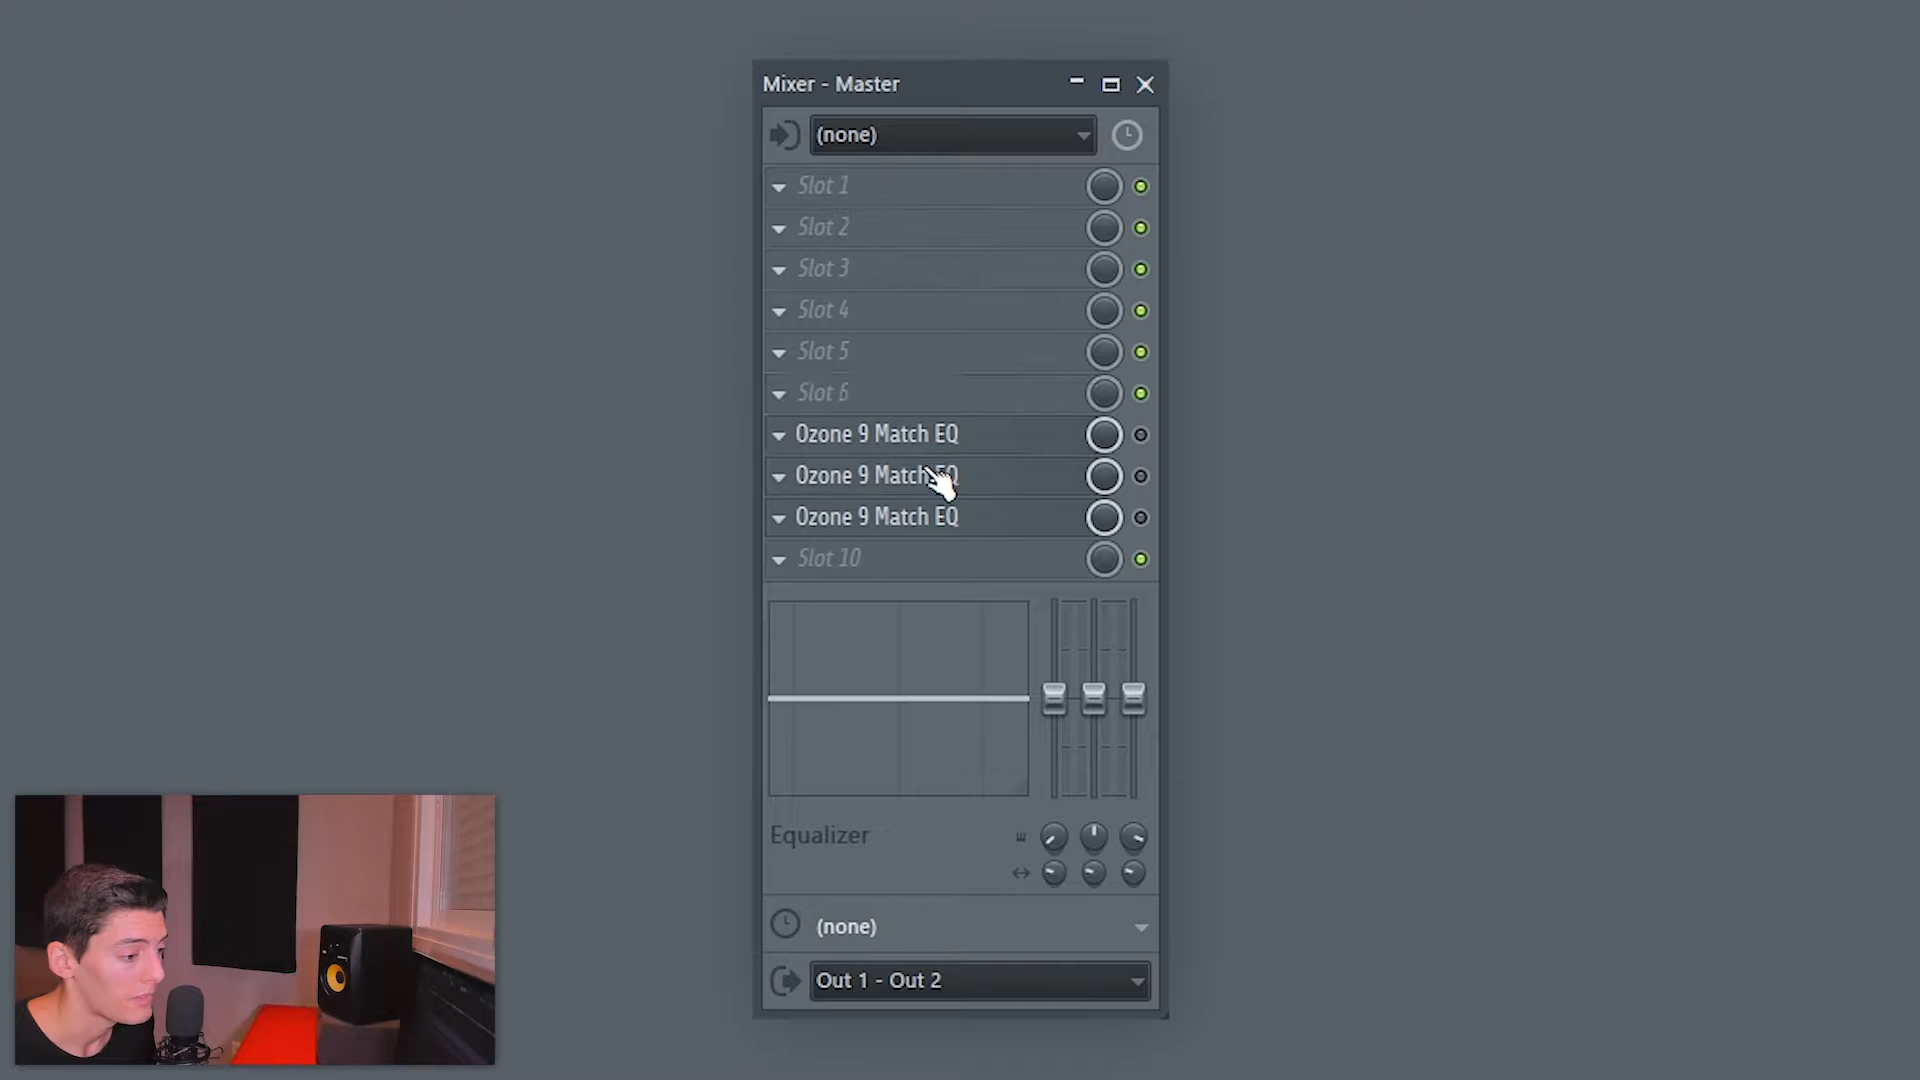 Mixer - Master
(none)
Slot 1
Slot 2
Slot 3
Slot 4
Slot 5
Slot 6
Ozone 9 Match EQ
Ozone 9 Match EQ
Ozone 9 Match EQ
Slot 10
Equalizer
(none)
Out 1 - Out 2